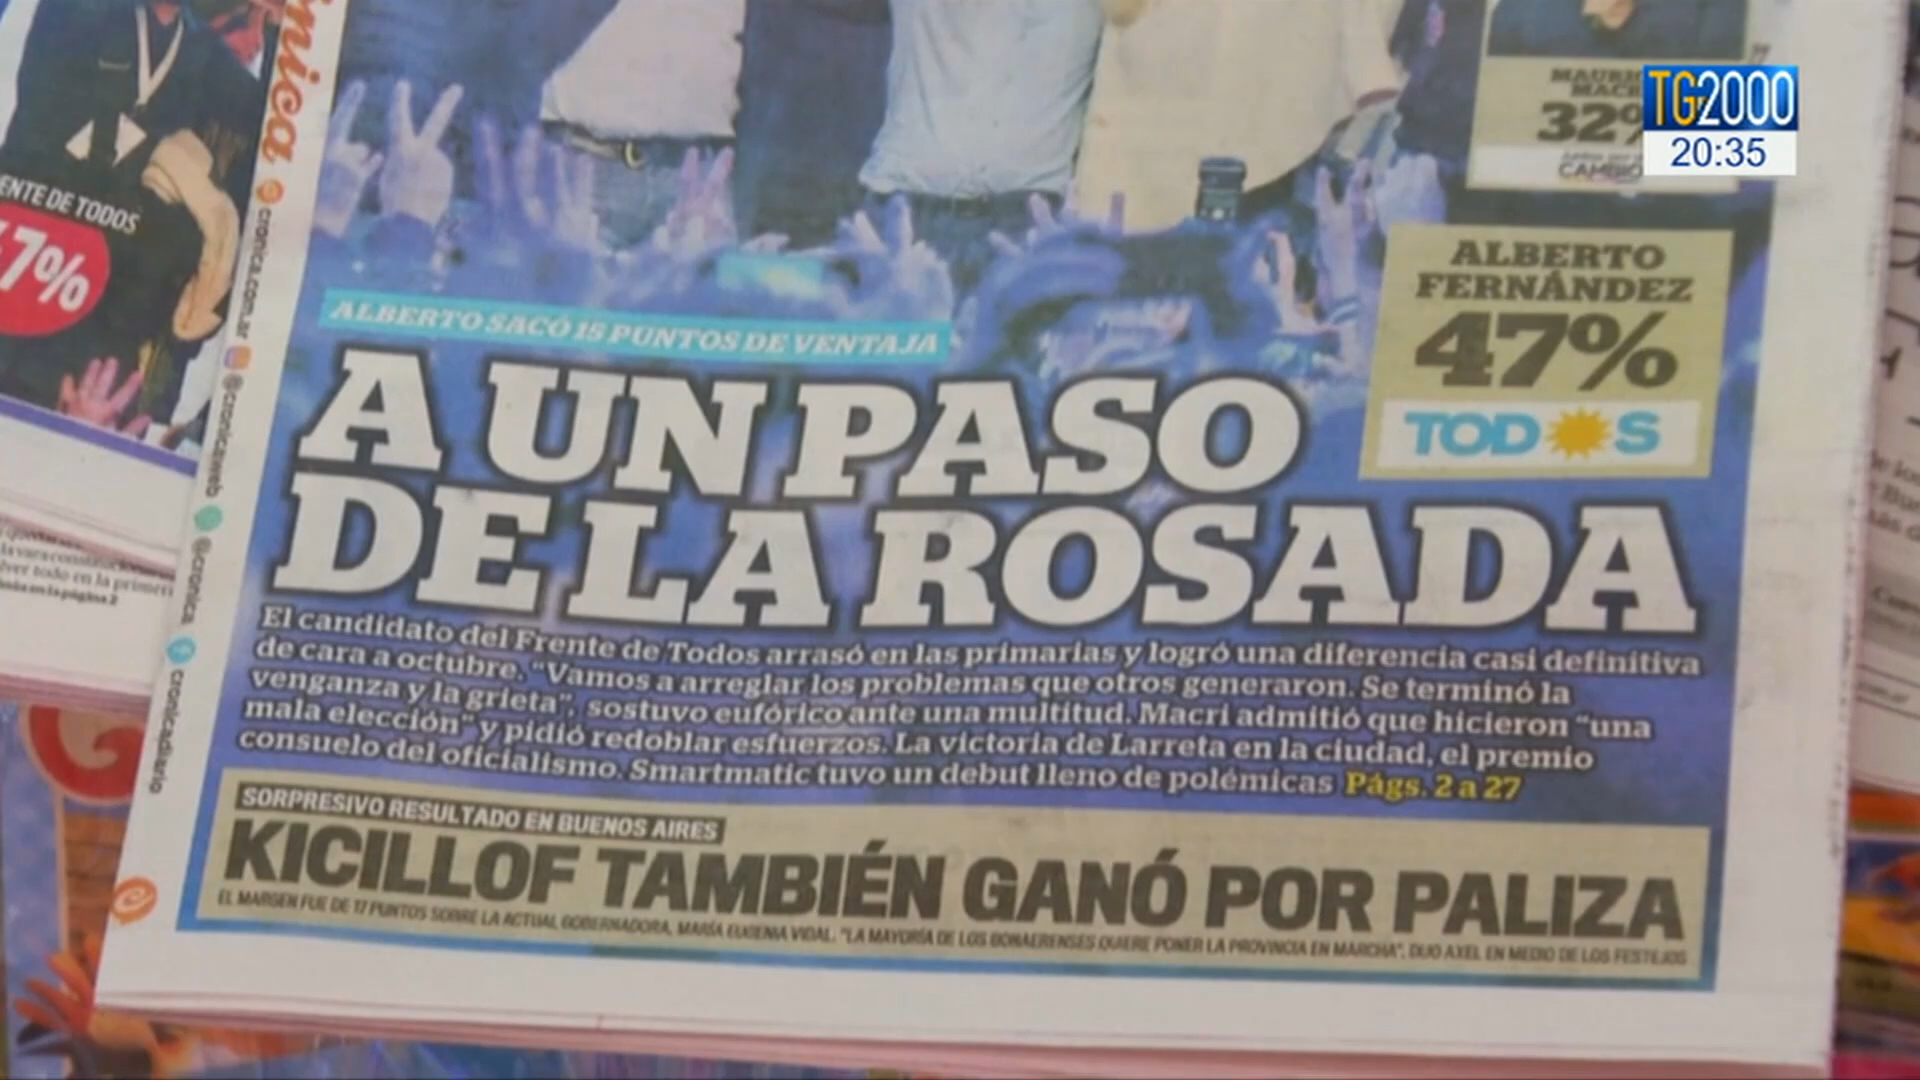 TG2000
20:35
ENTE DE TODOS
7%
cronica.com.ar
@cronicaweb
@cronica
cronicadiario
32%
ALBERTO
FERNÁNDEZ
47%
TODOS
ALBERTO SACÓ 15 PUNTOS DE VENTAJA
A UN PASO
DE LA ROSADA
El candidato del Frente de Todos arrasó en las primarias y logró una diferencia casi definitiva
de cara a octubre. “Vamos a arreglar los problemas que otros generaron. Se terminó la
venganza y la grieta”, sostuvo eufórico ante una multitud. Macri admitió que hicieron “una
mala elección” y pidió redoblar esfuerzos. La victoria de Larreta en la ciudad, el premio
consuelo del oficialismo. Smartmatic tuvo un debut lleno de polémicas Págs. 2 a 27
SORPRESIVO RESULTADO EN BUENOS AIRES
KICILLOF TAMBIÉN GANÓ POR PALIZA
EL MARGEN FUE DE 17 PUNTOS SOBRE LA ACTUAL GOBERNADORA, MARÍA EUGENIA VIDAL. “LA MAYORÍA DE LOS BONAERENSES QUIERE PONER LA PROVINCIA EN MARCHA”, DIJO AXEL EN MEDIO DE LOS FESTEJOS